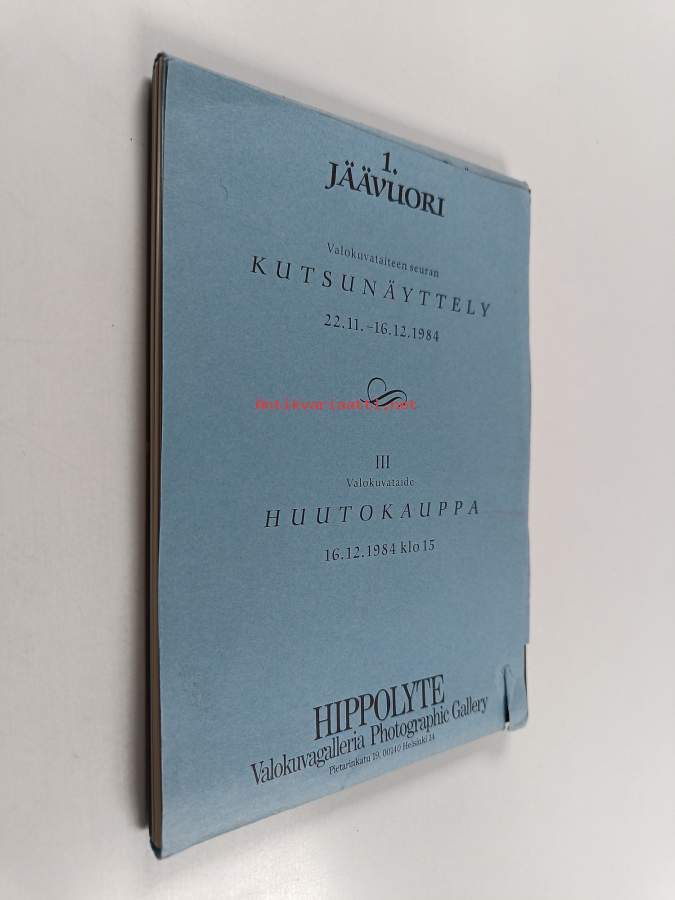 1.
JÄÄVUORI
Valokuvataiteen seuran
KUTSUNÄYTTELY
22.11.–16.12.1984
Antikvariaatti.net
III
Valokuvataide-
HUUTOKAUPPA
16.12.1984 klo 15
HIPPOLYTE
Valokuvagalleria Photographic Gallery
Pietarinkatu 19, 00140 Helsinki 14